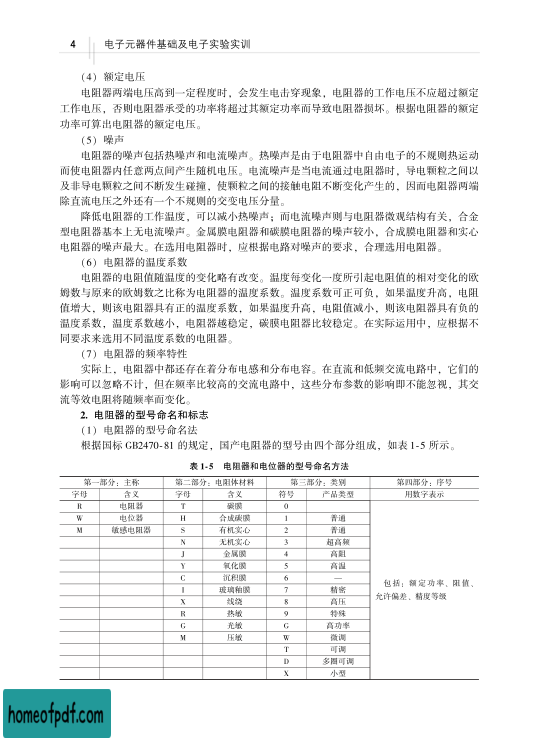 4 电子元器件基础及电子实验实训
（4）额定电压
电阻器两端电压高到一定程度时，会发生电击穿现象，电阻器的工作电压不应超过额定
工作电压，否则电阻器承受的功率将超过其额定功率而导致电阻器损坏。根据电阻器的额定
功率可算出电阻器的额定电压。
（5）噪声
电阻器的噪声包括热噪声和电流噪声。热噪声是由于电阻器中自由电子的不规则热运动
而使电阻器内任意两点间产生随机电压。电流噪声是当电流通过电阻器时，导电颗粒之间以
及非导电颗粒之间不断发生碰撞，使颗粒之间的接触电阻不断变化产生的，因而电阻器两端
除直流电压之外还有一个不规则的交变电压分量。
降低电阻器的工作温度，可以减小热噪声；而电流噪声则与电阻器微观结构有关，合金
型电阻器基本上无电流噪声。金属膜电阻器和碳膜电阻器的噪声较小，合成膜电阻器和实心
电阻器的噪声最大。在选用电阻器时，应根据电路对噪声的要求，合理选用电阻器。
（6）电阻器的温度系数
电阻器的电阻值随温度的变化略有改变。温度每变化一度所引起电阻值的相对变化的欧
姆数与原来的欧姆数之比称为电阻器的温度系数。温度系数可正可负，如果温度升高，电阻
值增大，则该电阻器具有正的温度系数，如果温度升高，电阻值减小，则该电阻器具有负的
温度系数，温度系数越小，电阻器越稳定，碳膜电阻器比较稳定。在实际运用中，应根据不
同要求来选用不同温度系数的电阻器。
（7）电阻器的频率特性
实际上，电阻器中都还存在着分布电感和分布电容。在直流和低频交流电路中，它们的
影响可以忽略不计，但在频率比较高的交流电路中，这些分布参数的影响即不能忽视，其交
流等效电阻将随频率而变化。
2. 电阻器的型号命名和标志
（1）电阻器的型号命名法
根据国标 GB2470-81 的规定，国产电阻器的型号由四个部分组成，如表 1-5 所示。
表 1-5 电阻器和电位器的型号命名方法
第一部分：主称 第二部分：电阻体材料 第三部分：类别 第四部分：序号
字母 含义 字母 含义 符号 产品类型 用数字表示
R 电阻器 T 碳膜 0
W 电位器 H 合成碳膜 1 普通
M 敏感电阻器 S 有机实心 2 普通
N 无机实心 3 超高频
J 金属膜 4 高阻
Y 氧化膜 5 高温
C 沉积膜 6 —
包括：额定功率、阻值、
I 玻璃釉膜 7 精密
允许偏差、精度等级
X 线绕 8 高压
R 热敏 9 特殊
G 光敏 G 高功率
M 压敏 W 微调
T 可调
D 多圈可调
X 小型
homeofpdf.com